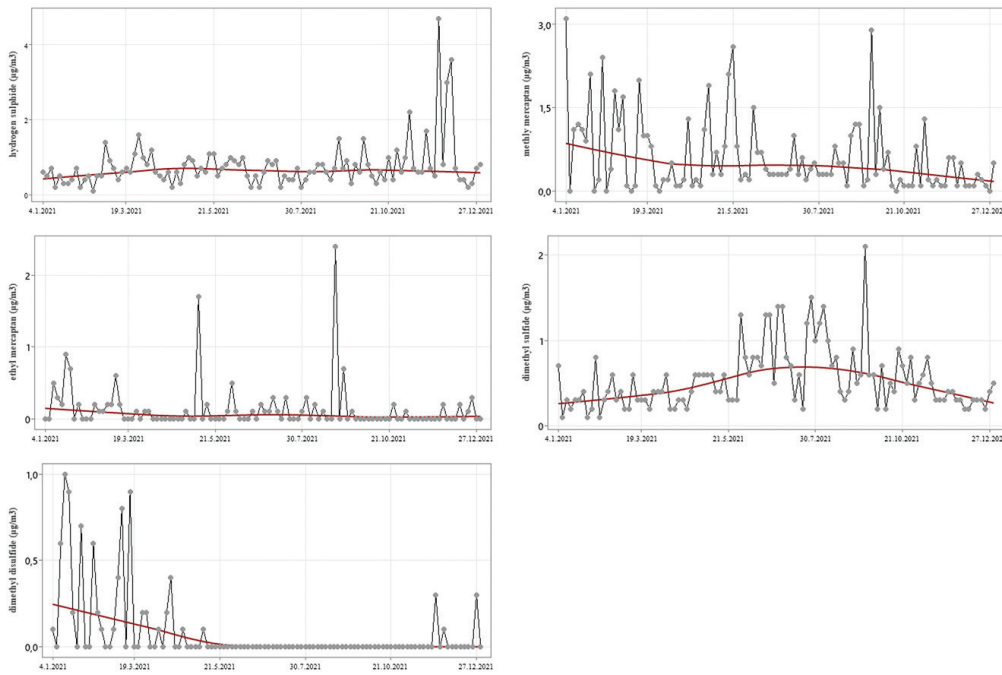 hydrogen sulphide (µg/m3)
4
2
0
4.1.2021 19.3.2021 21.5.2021 30.7.2021 21.10.2021 27.12.2021
methly mercaptan (µg/m3)
3,0
1,5
0,0
4.1.2021 19.3.2021 21.5.2021 30.7.2021 21.10.2021 27.12.2021
ethyl mercaptan (µg/m3)
2
1
0
4.1.2021 19.3.2021 21.5.2021 30.7.2021 21.10.2021 27.12.2021
dimethyl sulfide (µg/m3)
2
1
0
4.1.2021 19.3.2021 21.5.2021 30.7.2021 21.10.2021 27.12.2021
dimethyl disulfide (µg/m3)
1,0
0,5
0,0
4.1.2021 19.3.2021 21.5.2021 30.7.2021 21.10.2021 27.12.2021